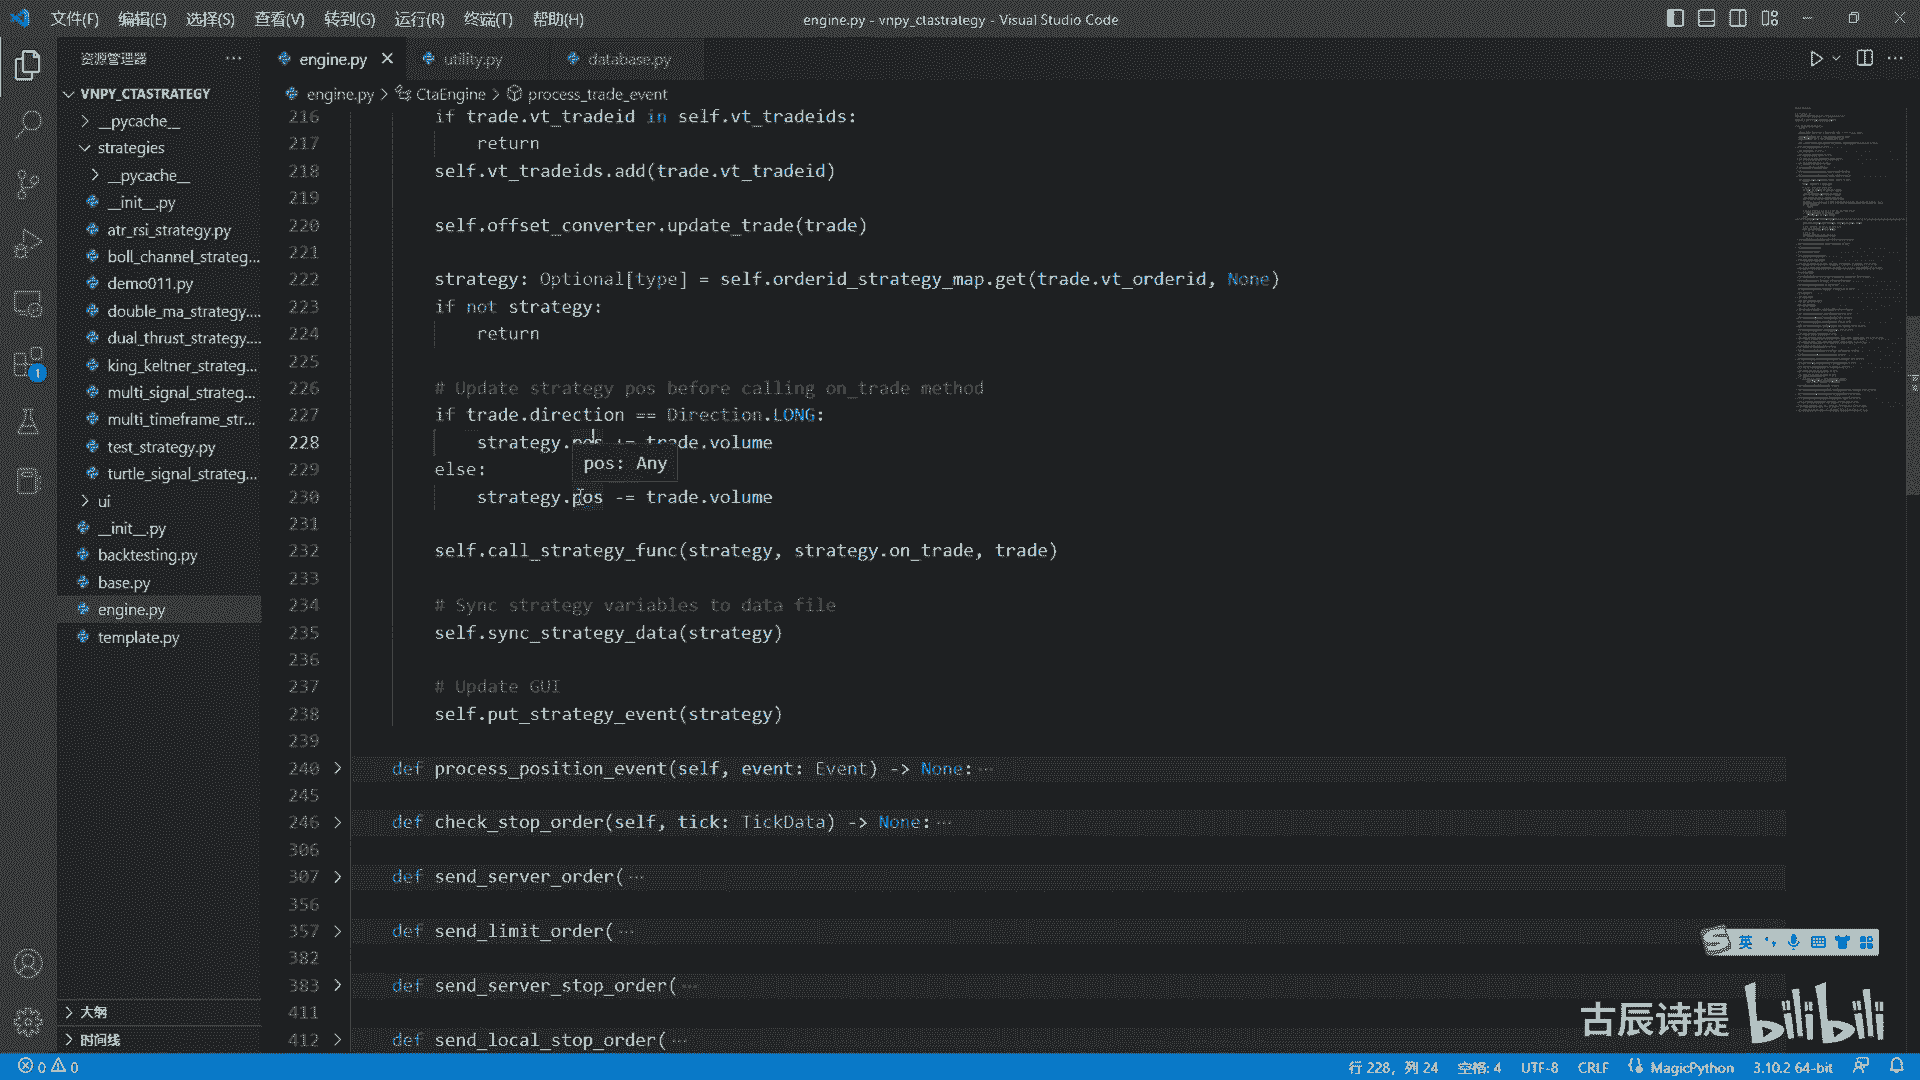 文件(F) 编辑(E) 选择(S) 查看(V) 转到(G) 运行(R) 终端(T) 帮助(H)
engine.py - vnpy_ctastrategy - Visual Studio Code
资源管理器
engine.py
utility.py
database.py
VNPY_CTASTRATEGY
engine.py > CtaEngine > process_trade_event
__pycache__
strategies
__pycache__
__init__.py
atr_rsi_strategy.py
boll_channel_strateg...
demo011.py
double_ma_strategy....
dual_thrust_strategy....
king_keltner_strateg...
multi_signal_strateg...
multi_timeframe_str...
test_strategy.py
turtle_signal_strateg...
ui
__init__.py
backtesting.py
base.py
engine.py
template.py
1
大纲
时间线
216 if trade.vt_tradeid in self.vt_tradeids:
217 return
218 self.vt_tradeids.add(trade.vt_tradeid)
219
220 self.offset_converter.update_trade(trade)
221
222 strategy: Optional[type] = self.orderid_strategy_map.get(trade.vt_orderid, None)
223 if not strategy:
224 return
225
226 # Update strategy pos before calling on_trade method
227 if trade.direction == Direction.LONG:
228 strategy.pos += trade.volume
pos: Any
229 else:
230 strategy.pos -= trade.volume
231
232 self.call_strategy_func(strategy, strategy.on_trade, trade)
233
234 # Sync strategy variables to data file
235 self.sync_strategy_data(strategy)
236
237 # Update GUI
238 self.put_strategy_event(strategy)
239
240 def process_position_event(self, event: Event) -> None:···
245
246 def check_stop_order(self, tick: TickData) -> None:···
306
307 def send_server_order(···
356
357 def send_limit_order(···
382
383 def send_server_stop_order(···
411
412 def send_local_stop_order(···
英
古辰诗提 bilibili
0 0
行 228，列 24 空格: 4 UTF-8 CRLF MagicPython 3.10.2 64-bit